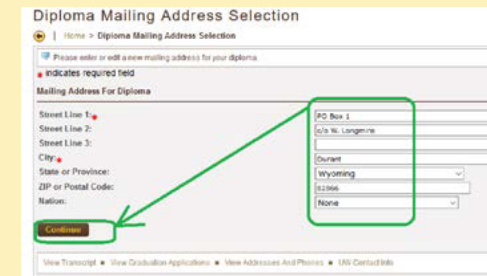 Diploma Mailing Address Selection
Home > Diploma Mailing Address Selection
Please enter or edit a new mailing address for your diploma
* indicates required field
Mailing Address For Diploma
Street Line 1:* PO Box 1
Street Line 2: c/o W. Longmire
Street Line 3:
City:* Durant
State or Province: Wyoming
ZIP or Postal Code: 82866
Nation: None
Continue
View Transcript ■ View Graduation Applications ■ View Addresses And Phones ■ UW Contact Info